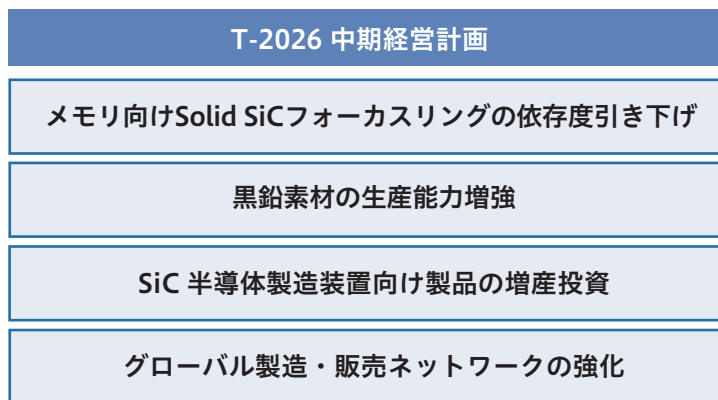 T-2026 中期経営計画
メモリ向けSolid SiCフォーカスリングの依存度引き下げ
黒鉛素材の生産能力増強
SiC 半導体製造装置向け製品の増産投資
グローバル製造・販売ネットワークの強化